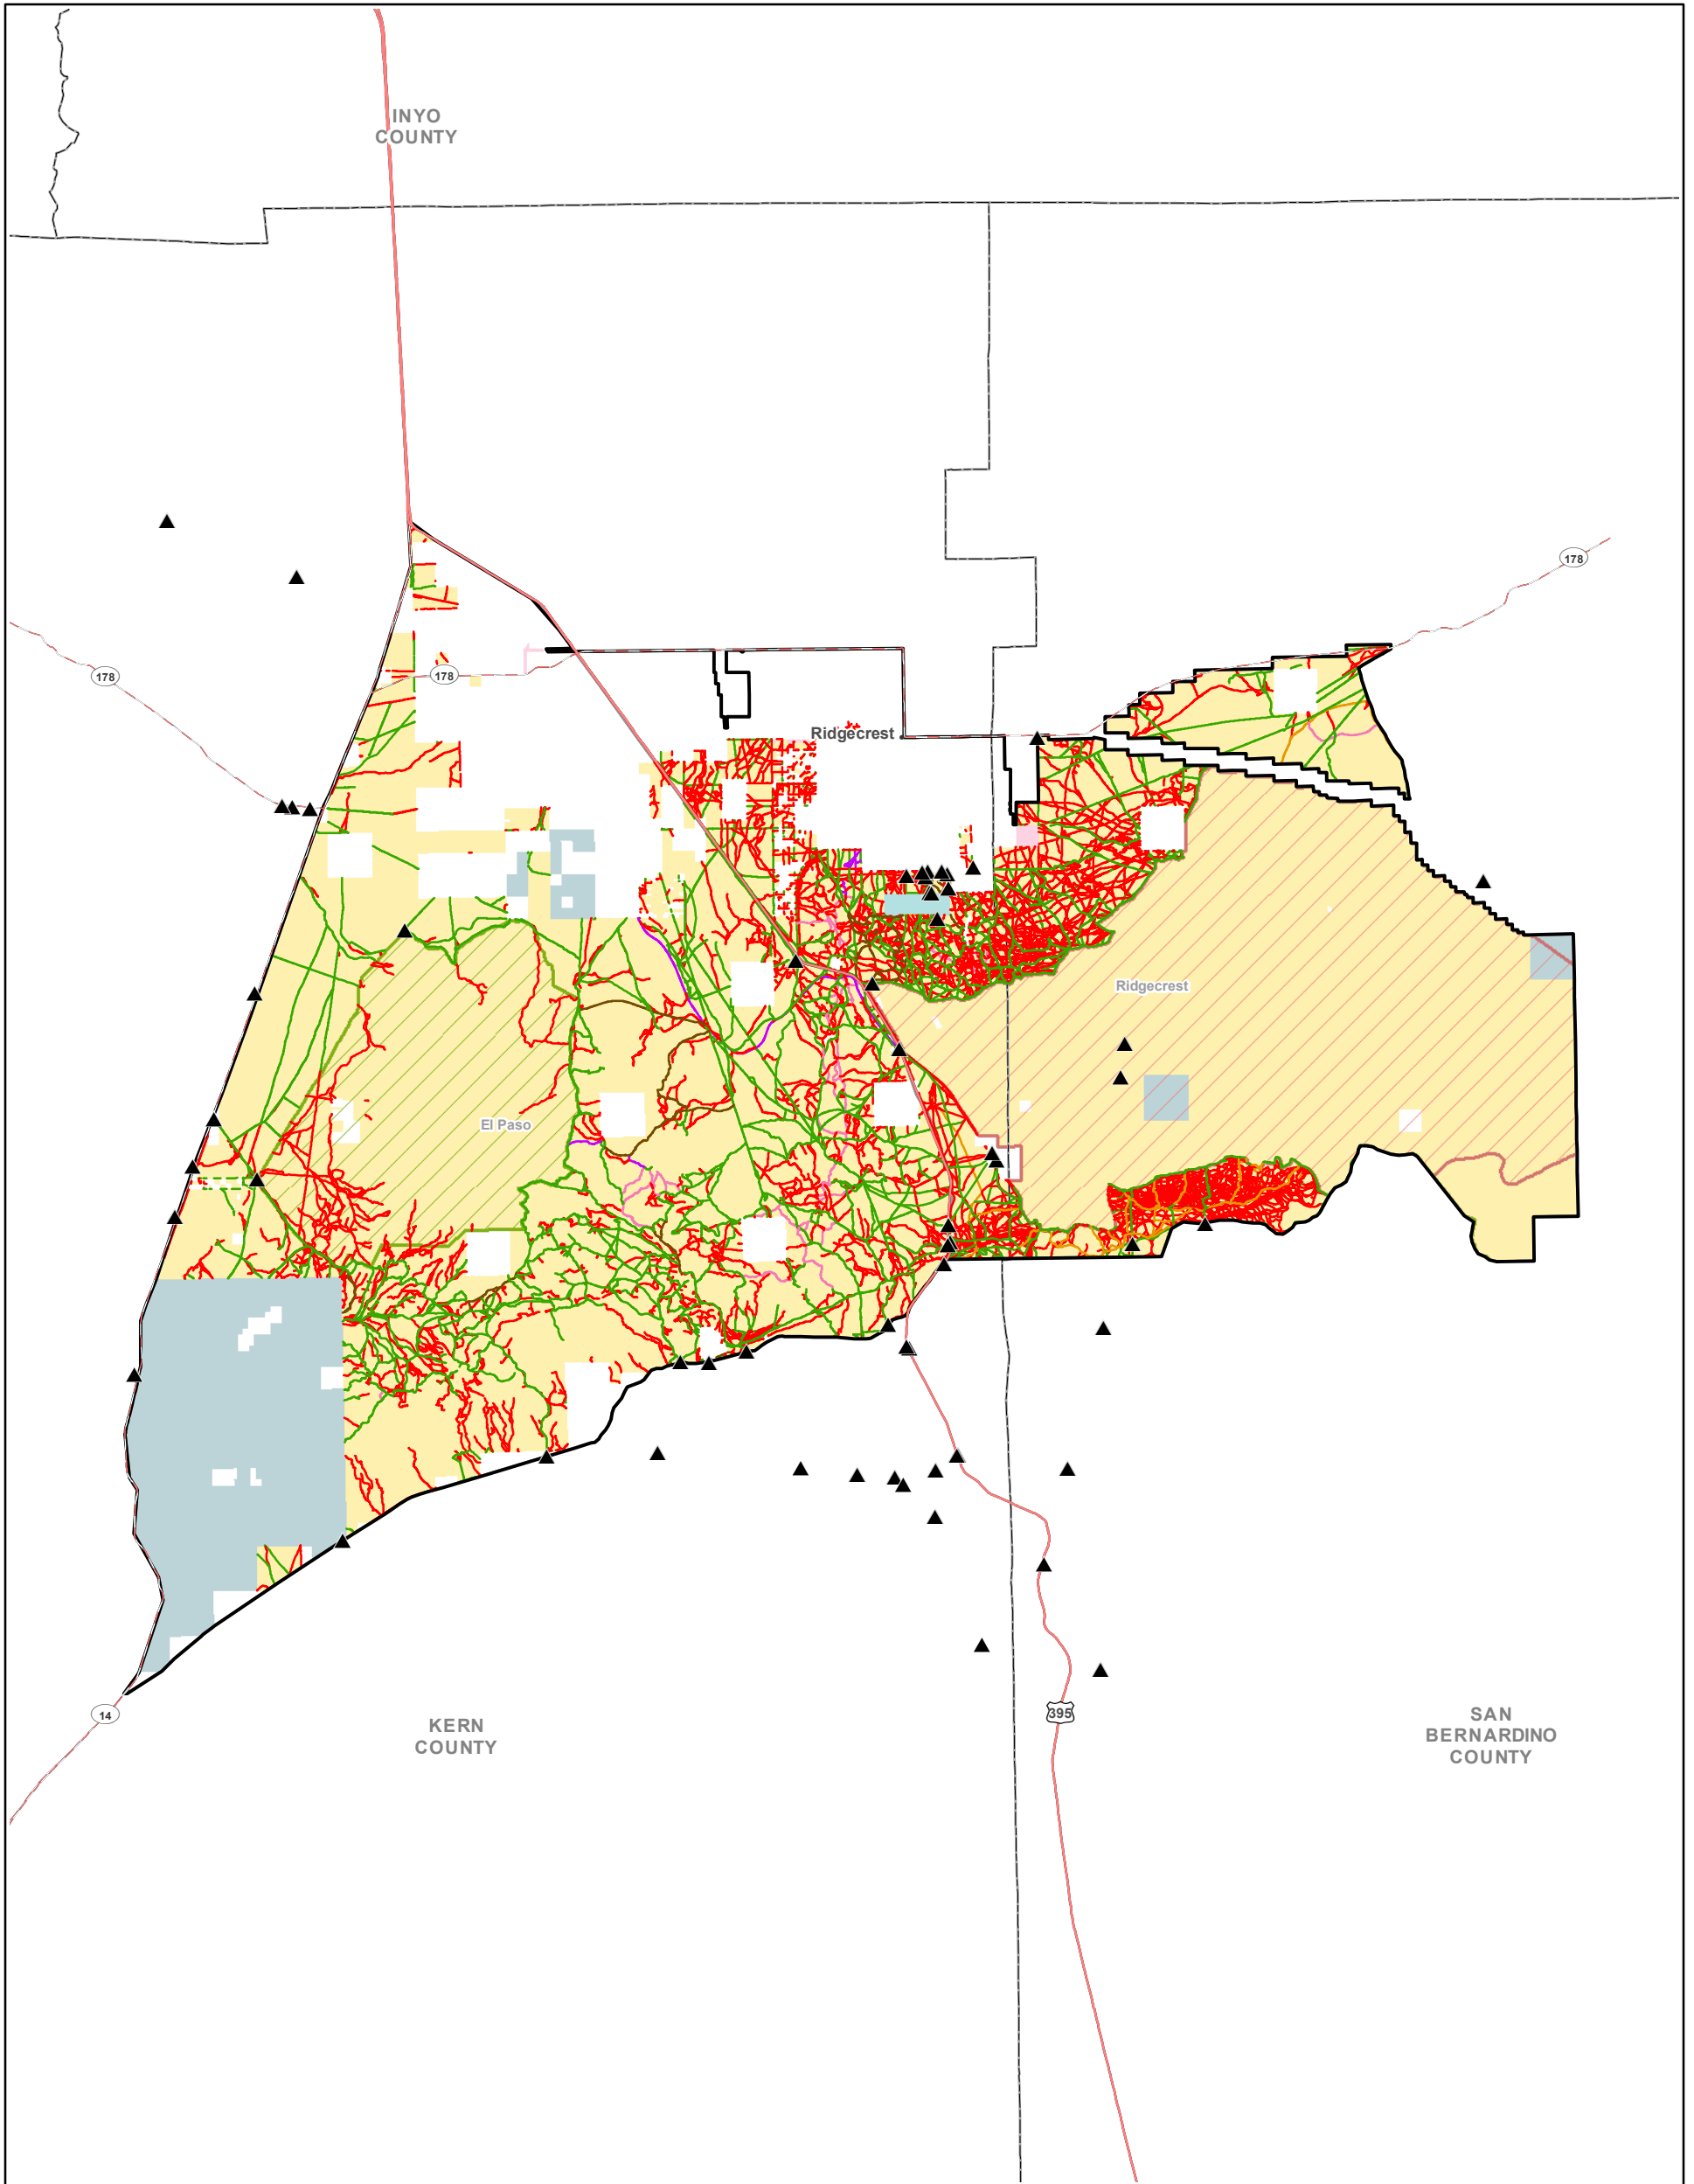 INYO
COUNTY
178
178
178
Ridgecrest
Ridgecrest
El Paso
14
KERN
COUNTY
395
SAN
BERNARDINO
COUNTY